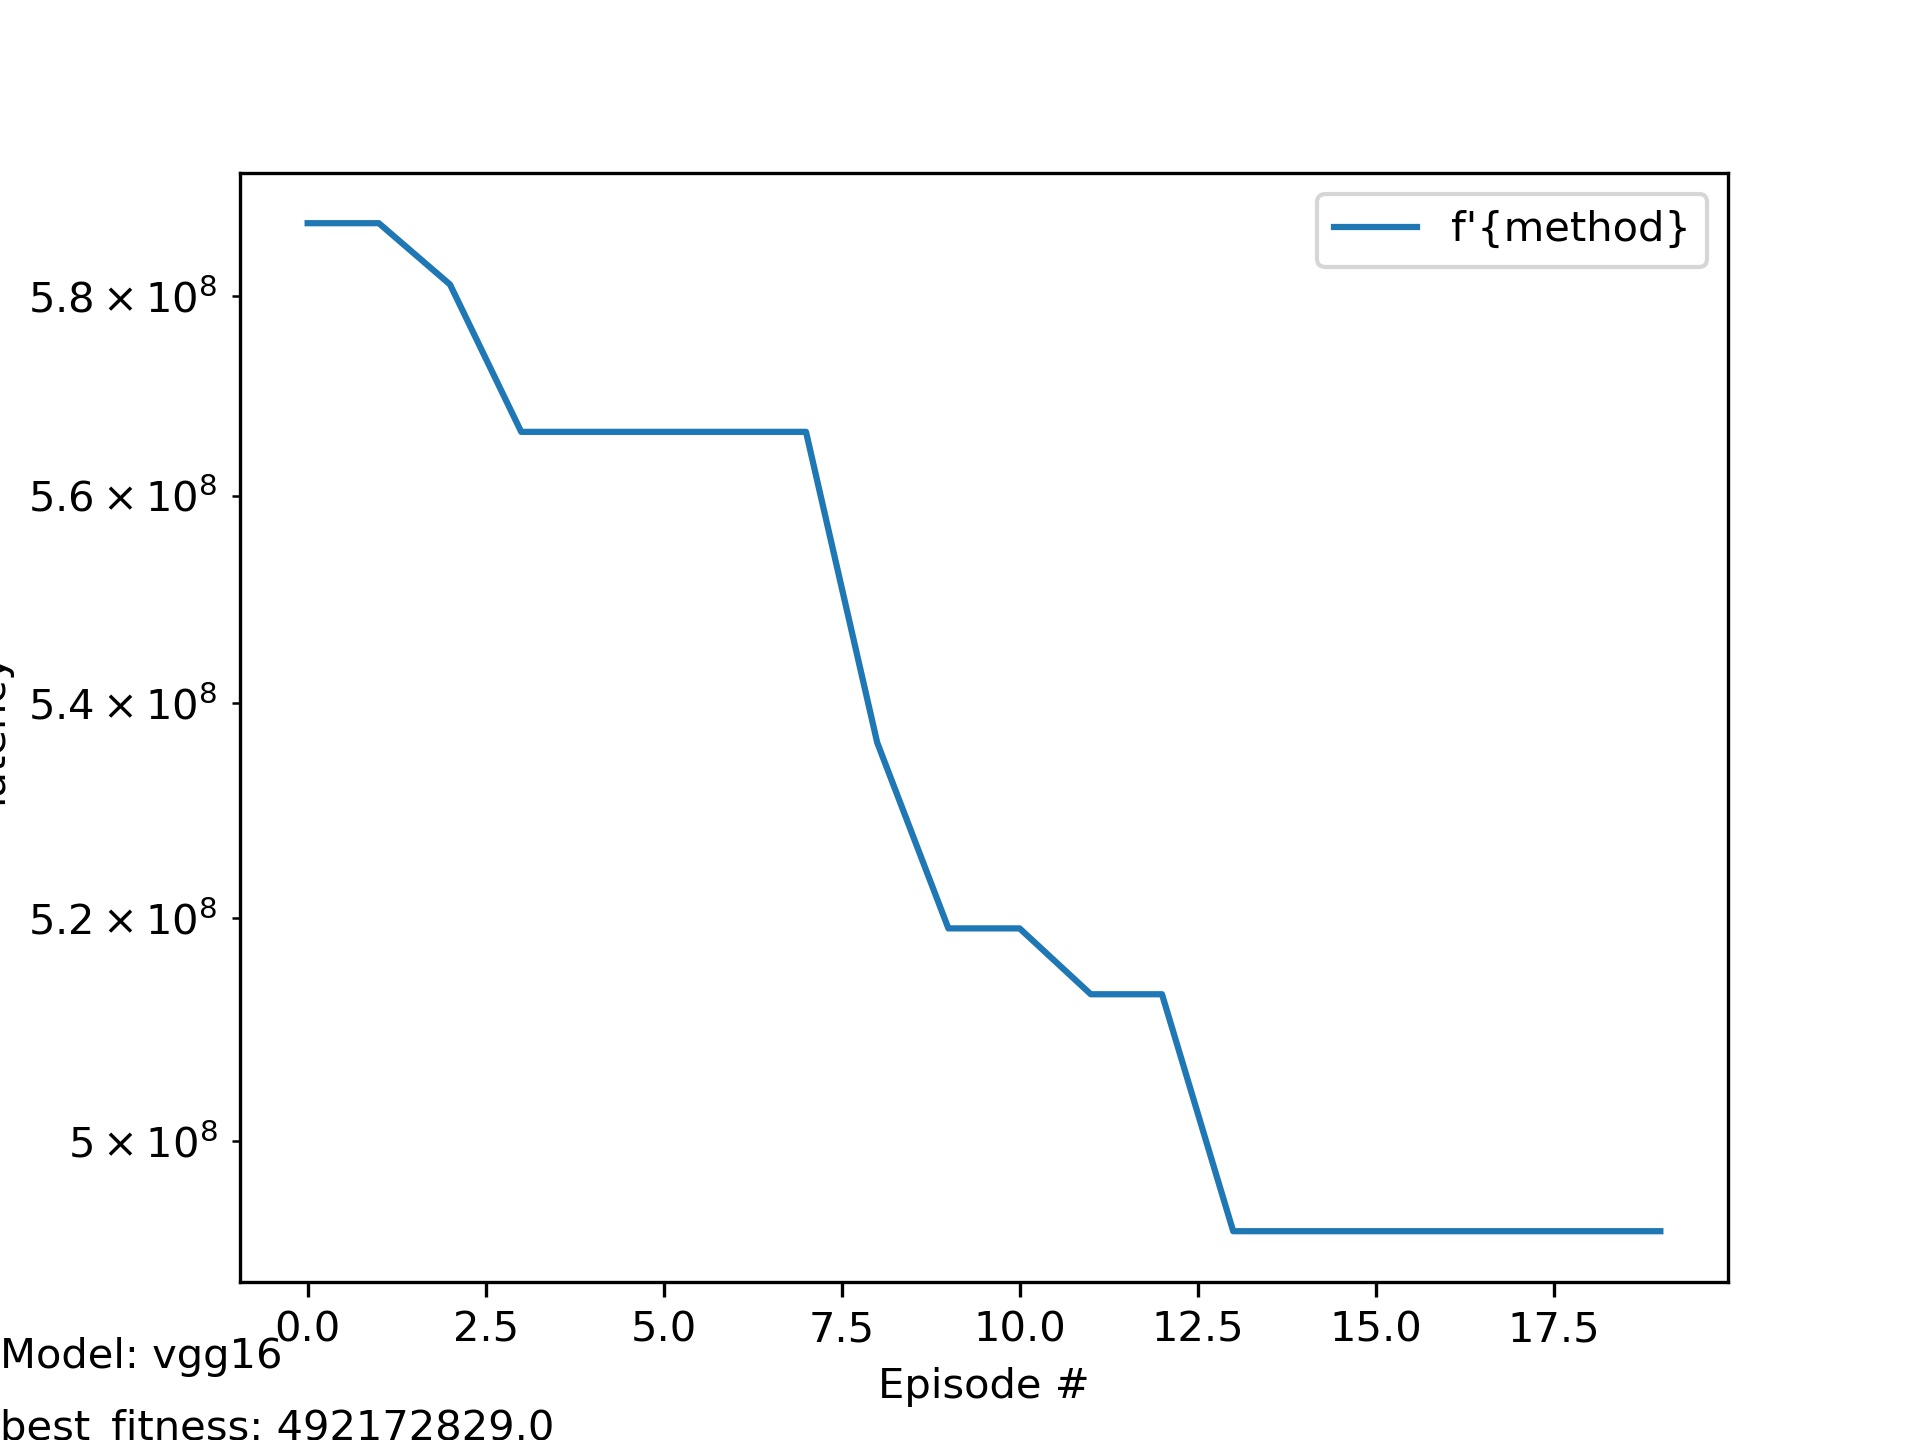 f'{method}
5.8 × 10⁸
5.6 × 10⁸
5.4 × 10⁸
5.2 × 10⁸
5 × 10⁸
0.0 2.5 5.0 7.5 10.0 12.5 15.0 17.5
Episode #
Model: vgg16
best_fitness: 492172829.0